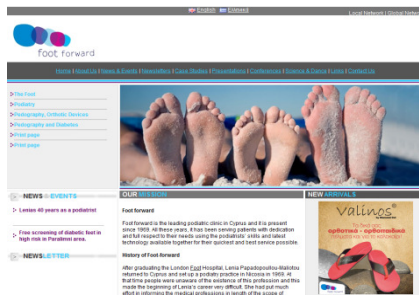 English Ελληνικά
Local Network | Global Netw
foot forward
Home | About Us | News & Events | Newsletters | Case Studies | Presentations | Conferences | Science & Dance | Links | Contact Us
>The Foot
>Podiatry
>Pedography, Orthotic Devices.
>Pedography and Diabetics
>Print page
>Print page
NEWS & EVENTS
> Lenias 40 years as a podiatrist
> Free screening of diabetic foot in
high risk in Paralimni area.
NEWSLETTER
OUR MISSION
Foot forward
Foot forward is the leading podiatric clinic in Cyprus and it is present
since 1969. All these years, it has been serving patients with dedication
and full respect to their needs using the podiatrists' skills and latest
technology available together for their quickest and best service possible.
History of Foot-forward
After graduating the London Foot Hospital, Lenia Papadopoulou-Mailotou
returned to Cyprus and set up a podiatry practice in Nicosia in 1969. At
that time people were unaware of the existence of this profession and this
made the beginning of Lenia's career very difficult. She had put much
effort in informing the medical professions in length of the scope of
NEW ARRIVALS
Valinos
ορθοτικα - ορθοπαιδικα